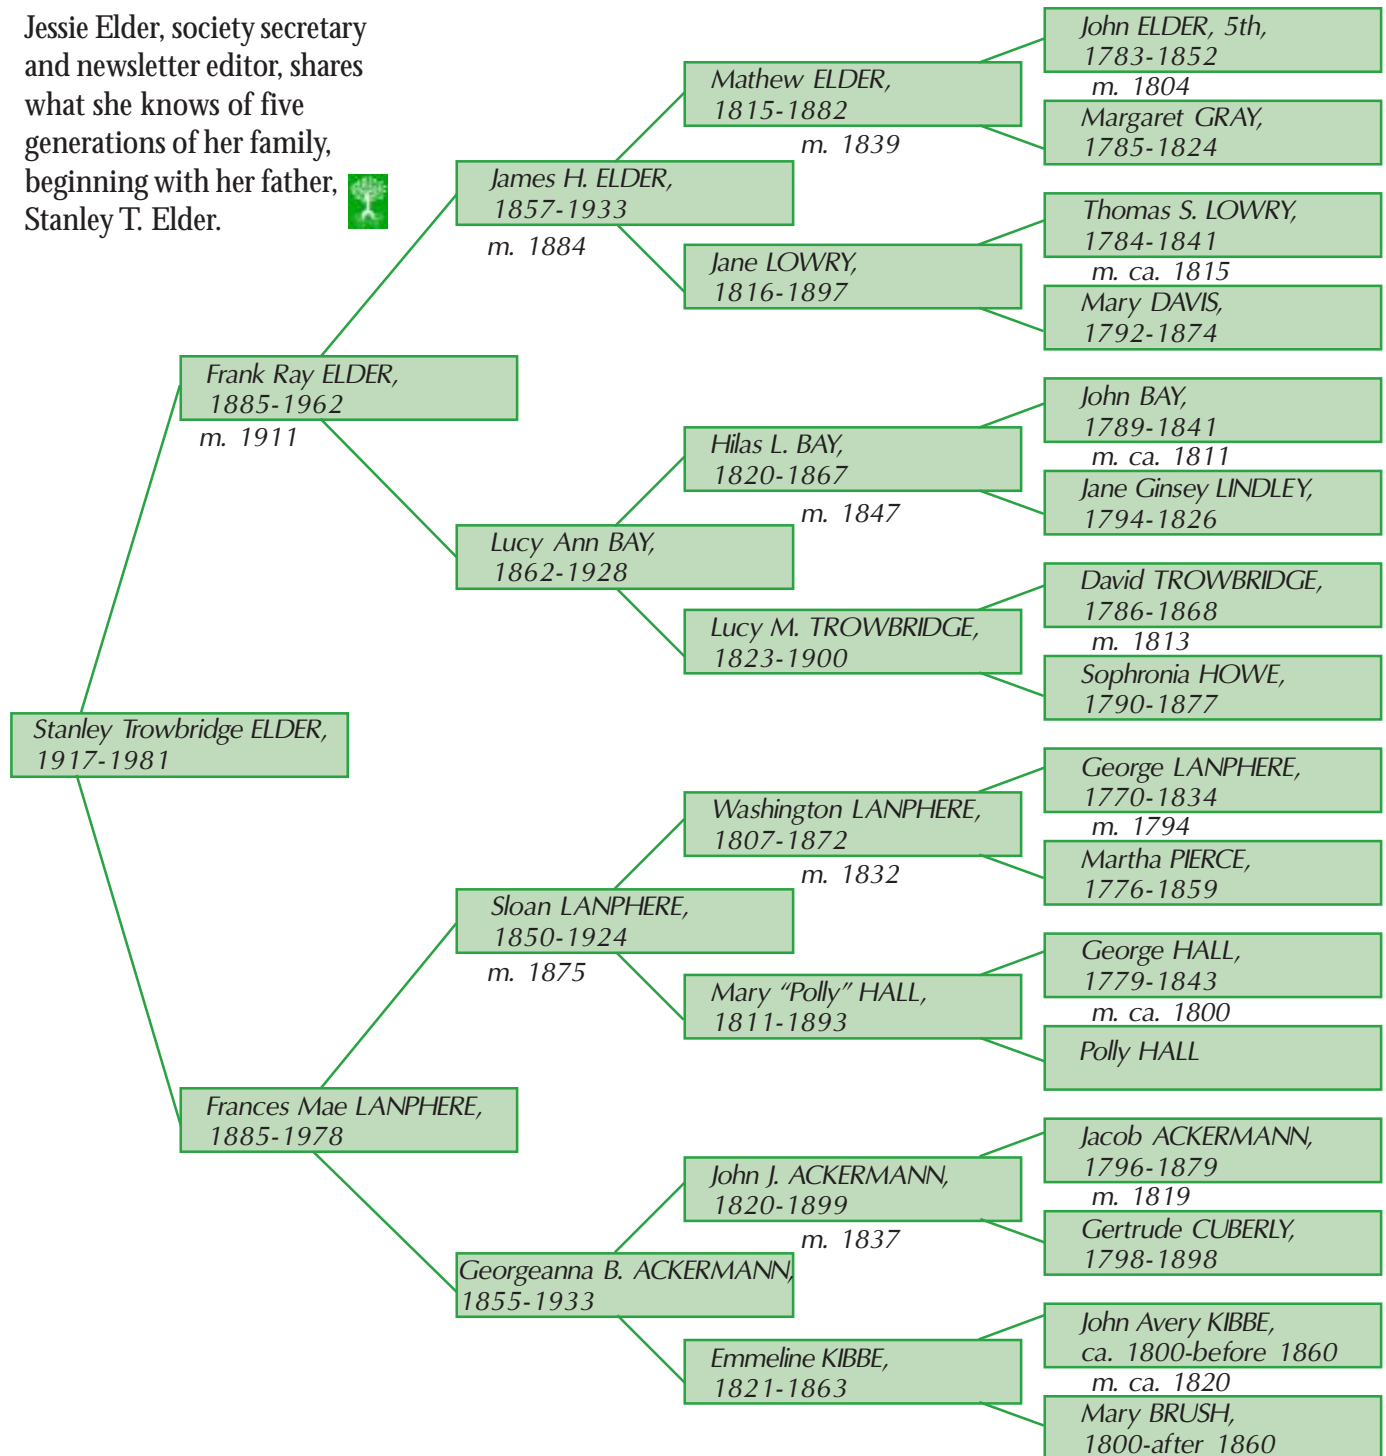 Jessie Elder, society secretary
and newsletter editor, shares
what she knows of five
generations of her family,
beginning with her father,
Stanley T. Elder.
John ELDER, 5th,
1783-1852
m. 1804
Margaret GRAY,
1785-1824
Mathew ELDER,
1815-1882
m. 1839
James H. ELDER,
1857-1933
m. 1884
Thomas S. LOWRY,
1784-1841
m. ca. 1815
Mary DAVIS,
1792-1874
Jane LOWRY,
1816-1897
Frank Ray ELDER,
1885-1962
m. 1911
John BAY,
1789-1841
m. ca. 1811
Jane Ginsey LINDLEY,
1794-1826
Hilas L. BAY,
1820-1867
m. 1847
Lucy Ann BAY,
1862-1928
David TROWBRIDGE,
1786-1868
m. 1813
Sophronia HOWE,
1790-1877
Lucy M. TROWBRIDGE,
1823-1900
Stanley Trowbridge ELDER,
1917-1981
George LANPHERE,
1770-1834
m. 1794
Martha PIERCE,
1776-1859
Washington LANPHERE,
1807-1872
m. 1832
Sloan LANPHERE,
1850-1924
m. 1875
George HALL,
1779-1843
m. ca. 1800
Polly HALL
Mary “Polly” HALL,
1811-1893
Frances Mae LANPHERE,
1885-1978
Jacob ACKERMANN,
1796-1879
m. 1819
Gertrude CUBERLY,
1798-1898
John J. ACKERMANN,
1820-1899
m. 1837
Georgeanna B. ACKERMANN,
1855-1933
John Avery KIBBE,
ca. 1800-before 1860
m. ca. 1820
Mary BRUSH,
1800-after 1860
Emmeline KIBBE,
1821-1863